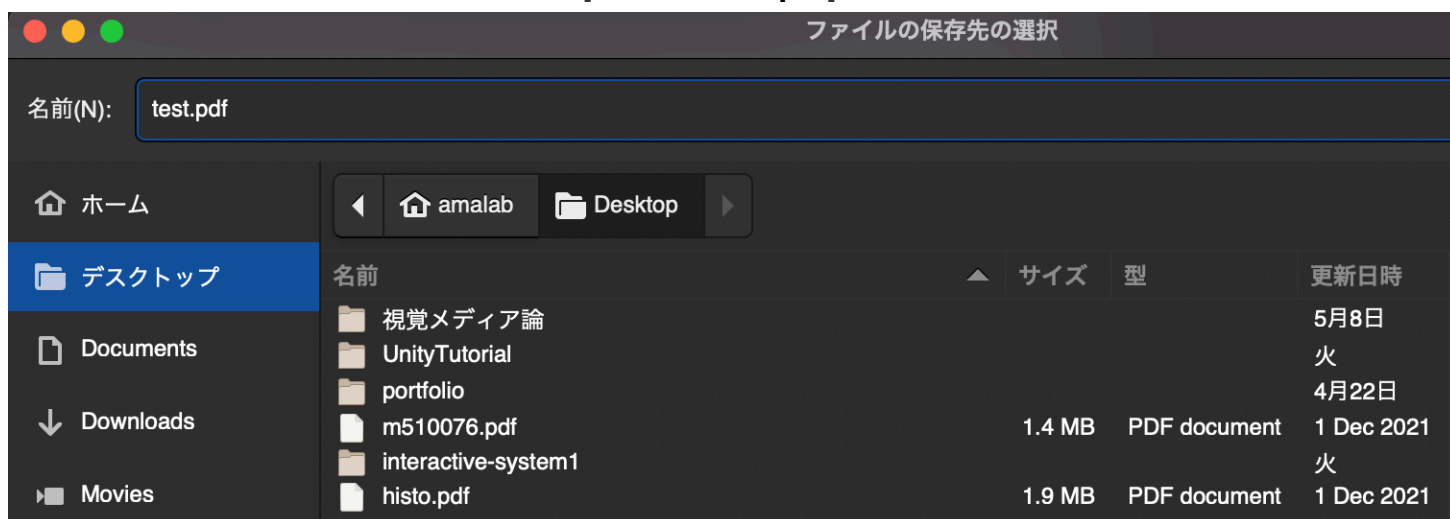 ファイルの保存先の選択
名前(N): test.pdf
ホーム
amalab Desktop
デスクトップ
名前 サイズ 型 更新日時
視覚メディア論 5月8日
Documents
UnityTutorial 火
portfolio 4月22日
Downloads
m510076.pdf 1.4 MB PDF document 1 Dec 2021
interactive-system1 火
Movies
histo.pdf 1.9 MB PDF document 1 Dec 2021